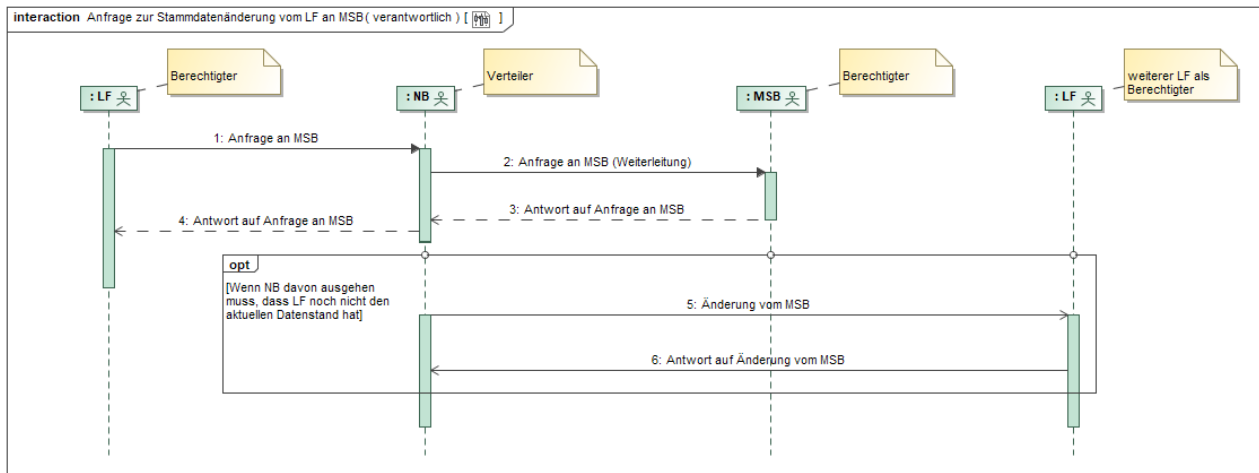 interaction Anfrage zur Stammdatenänderung vom LF an MSB( verantwortlich ) [ ]
Berechtigter
Verteiler
Berechtigter
weiterer LF als
Berechtigter
: LF
: NB
: MSB
: LF
1: Anfrage an MSB
2: Anfrage an MSB (Weiterleitung)
3: Antwort auf Anfrage an MSB
4: Antwort auf Anfrage an MSB
opt
[Wenn NB davon ausgehen
muss, dass LF noch nicht den
aktuellen Datenstand hat]
5: Änderung vom MSB
6: Antwort auf Änderung vom MSB